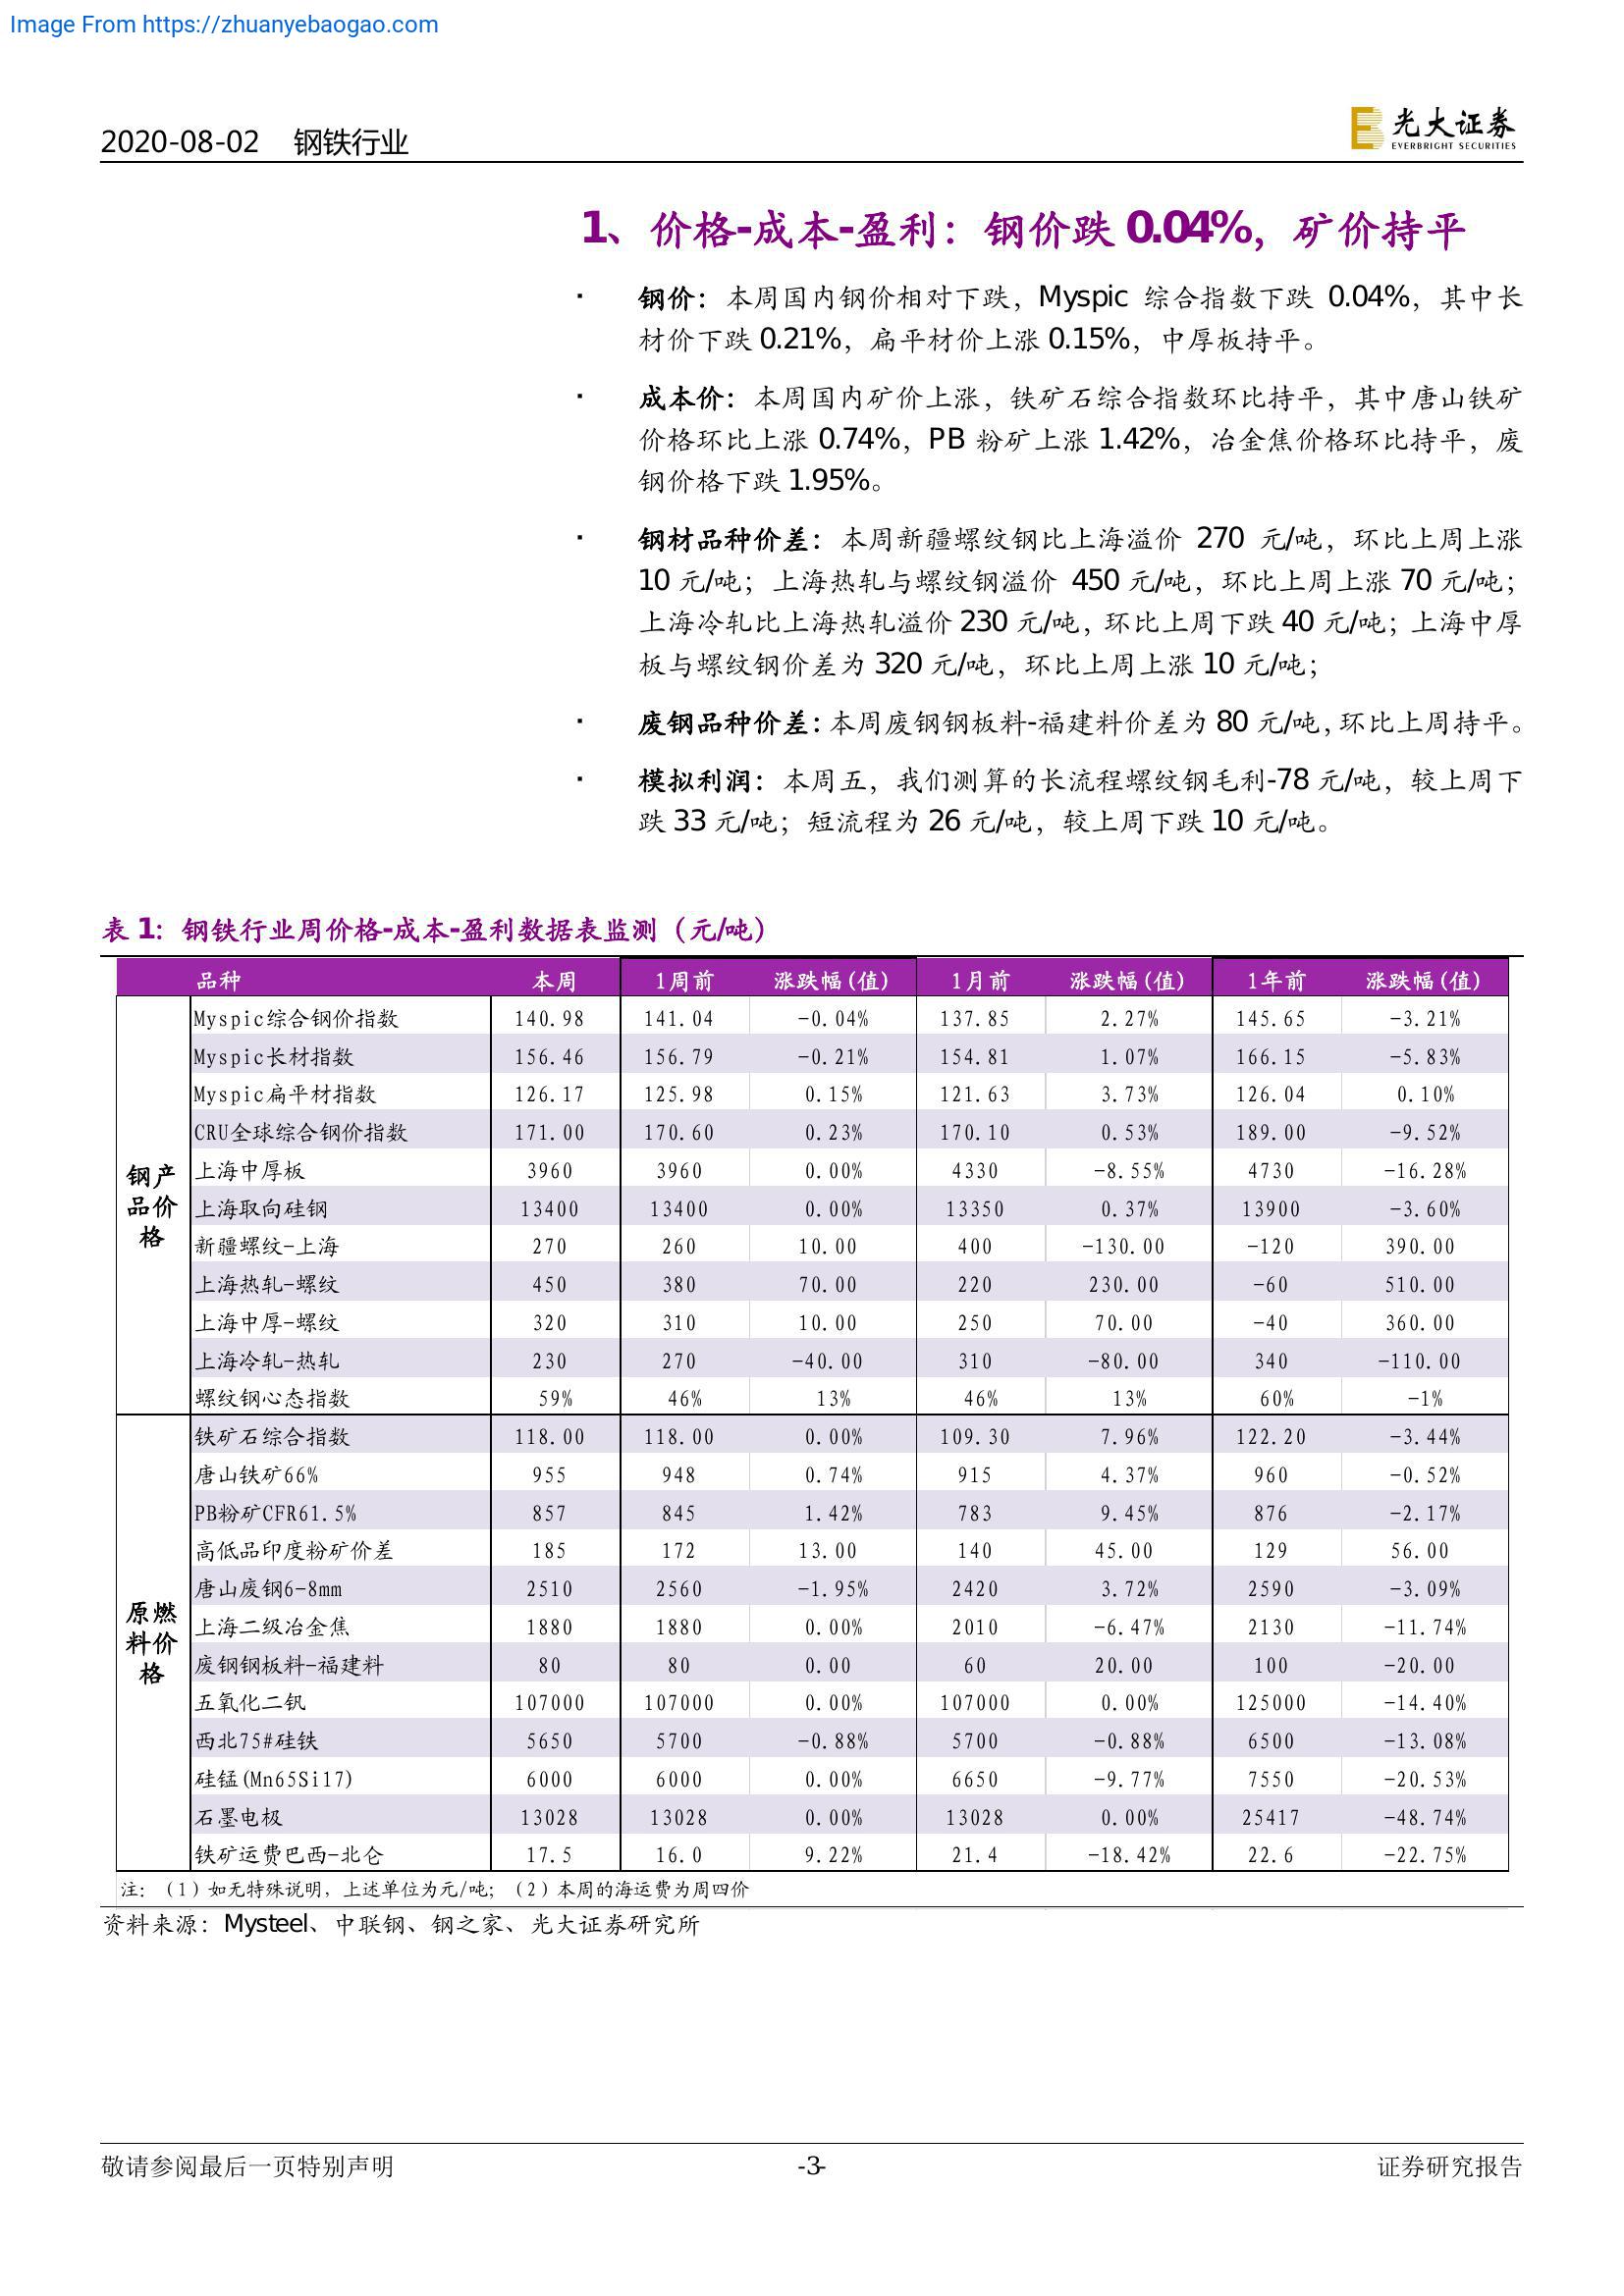 Image From https://zhuanyebaogao.com
2020-08-02 钢铁行业
光大证券
EVERBRIGHT SECURITIES
1、价格-成本-盈利：钢价跌 0.04%，矿价持平
▪ 钢价：本周国内钢价相对下跌，Myspic 综合指数下跌 0.04%，其中长
材价下跌 0.21%，扁平材价上涨 0.15%，中厚板持平。
▪ 成本价：本周国内矿价上涨，铁矿石综合指数环比持平，其中唐山铁矿
价格环比上涨 0.74%，PB 粉矿上涨 1.42%，冶金焦价格环比持平，废
钢价格下跌 1.95%。
▪ 钢材品种价差：本周新疆螺纹钢比上海溢价 270 元/吨，环比上周上涨
10 元/吨；上海热轧与螺纹钢溢价 450 元/吨，环比上周上涨 70 元/吨；
上海冷轧比上海热轧溢价 230 元/吨，环比上周下跌 40 元/吨；上海中厚
板与螺纹钢价差为 320 元/吨，环比上周上涨 10 元/吨；
▪ 废钢品种价差：本周废钢钢板料-福建料价差为 80 元/吨，环比上周持平。
▪ 模拟利润：本周五，我们测算的长流程螺纹钢毛利-78 元/吨，较上周下
跌 33 元/吨；短流程为 26 元/吨，较上周下跌 10 元/吨。
表 1：钢铁行业周价格-成本-盈利数据表监测（元/吨）
品种 本周 1周前 涨跌幅(值) 1月前 涨跌幅(值) 1年前 涨跌幅(值)
钢产品价格
Myspic综合钢价指数 140.98 141.04 -0.04% 137.85 2.27% 145.65 -3.21%
Myspic长材指数 156.46 156.79 -0.21% 154.81 1.07% 166.15 -5.83%
Myspic扁平材指数 126.17 125.98 0.15% 121.63 3.73% 126.04 0.10%
CRU全球综合钢价指数 171.00 170.60 0.23% 170.10 0.53% 189.00 -9.52%
上海中厚板 3960 3960 0.00% 4330 -8.55% 4730 -16.28%
上海取向硅钢 13400 13400 0.00% 13350 0.37% 13900 -3.60%
新疆螺纹-上海 270 260 10.00 400 -130.00 -120 390.00
上海热轧-螺纹 450 380 70.00 220 230.00 -60 510.00
上海中厚-螺纹 320 310 10.00 250 70.00 -40 360.00
上海冷轧-热轧 230 270 -40.00 310 -80.00 340 -110.00
螺纹钢心态指数 59% 46% 13% 46% 13% 60% -1%
原燃料价格
铁矿石综合指数 118.00 118.00 0.00% 109.30 7.96% 122.20 -3.44%
唐山铁矿66% 955 948 0.74% 915 4.37% 960 -0.52%
PB粉矿CFR61.5% 857 845 1.42% 783 9.45% 876 -2.17%
高低品印度粉矿价差 185 172 13.00 140 45.00 129 56.00
唐山废钢6-8mm 2510 2560 -1.95% 2420 3.72% 2590 -3.09%
上海二级冶金焦 1880 1880 0.00% 2010 -6.47% 2130 -11.74%
废钢钢板料-福建料 80 80 0.00 60 20.00 100 -20.00
五氧化二钒 107000 107000 0.00% 107000 0.00% 125000 -14.40%
西北75#硅铁 5650 5700 -0.88% 5700 -0.88% 6500 -13.08%
硅锰(Mn65Si17) 6000 6000 0.00% 6650 -9.77% 7550 -20.53%
石墨电极 13028 13028 0.00% 13028 0.00% 25417 -48.74%
铁矿运费巴西-北仑 17.5 16.0 9.22% 21.4 -18.42% 22.6 -22.75%
注：（1）如无特殊说明，上述单位为元/吨；（2）本周的海运费为周四价
资料来源：Mysteel、中联钢、钢之家、光大证券研究所
敬请参阅最后一页特别声明 -3- 证券研究报告